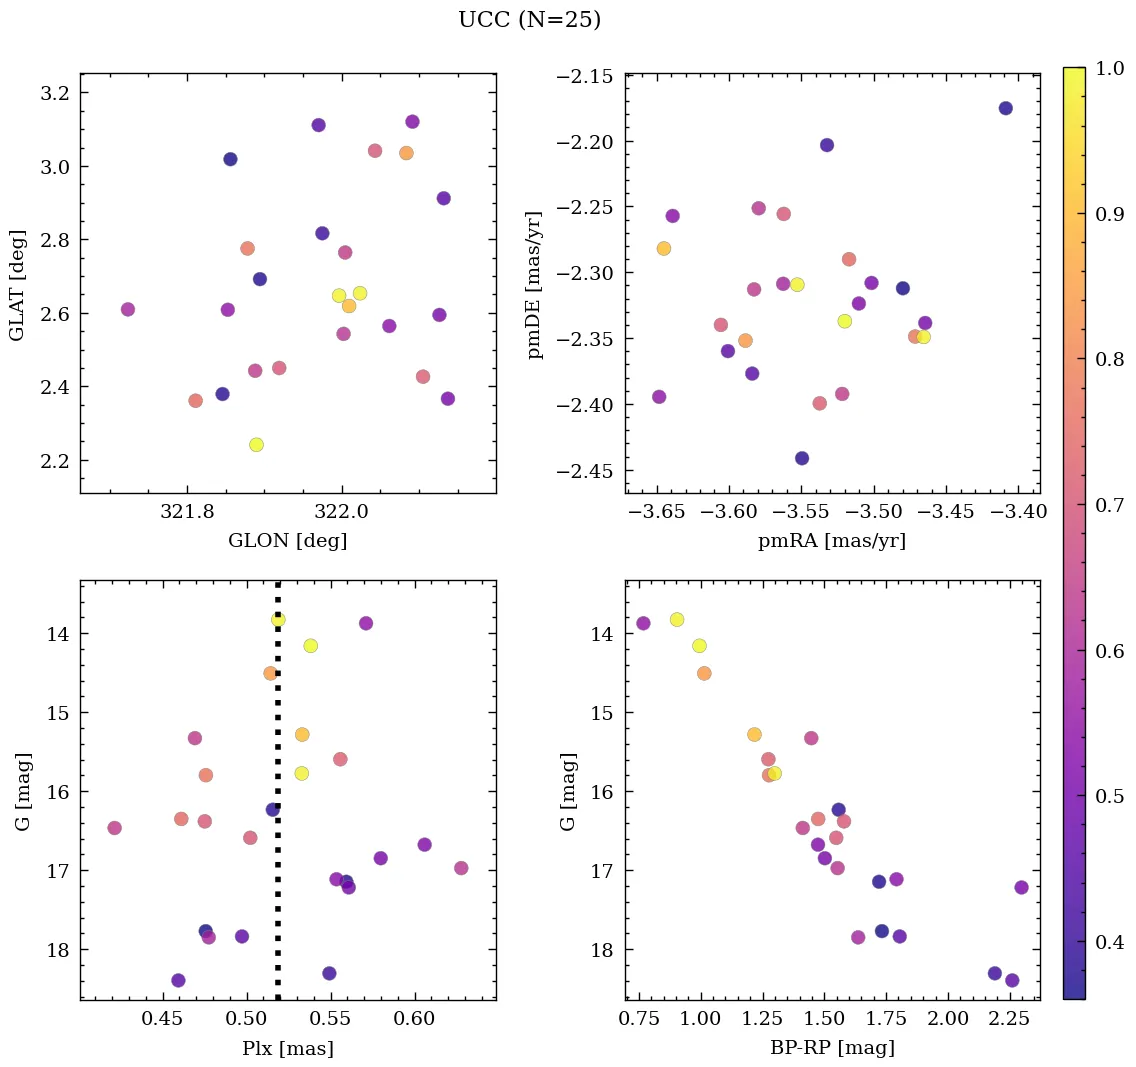 UCC (N=25)
3.2
3.0
2.8
2.6
2.4
2.2
GLAT [deg]
321.8 322.0
GLON [deg]
−2.15
−2.20
−2.25
−2.30
−2.35
−2.40
−2.45
pmDE [mas/yr]
−3.65 −3.60 −3.55 −3.50 −3.45 −3.40
pmRA [mas/yr]
14
15
16
17
18
G [mag]
0.45 0.50 0.55 0.60
Plx [mas]
14
15
16
17
18
G [mag]
0.75 1.00 1.25 1.50 1.75 2.00 2.25
BP-RP [mag]
1.0
0.9
0.8
0.7
0.6
0.5
0.4